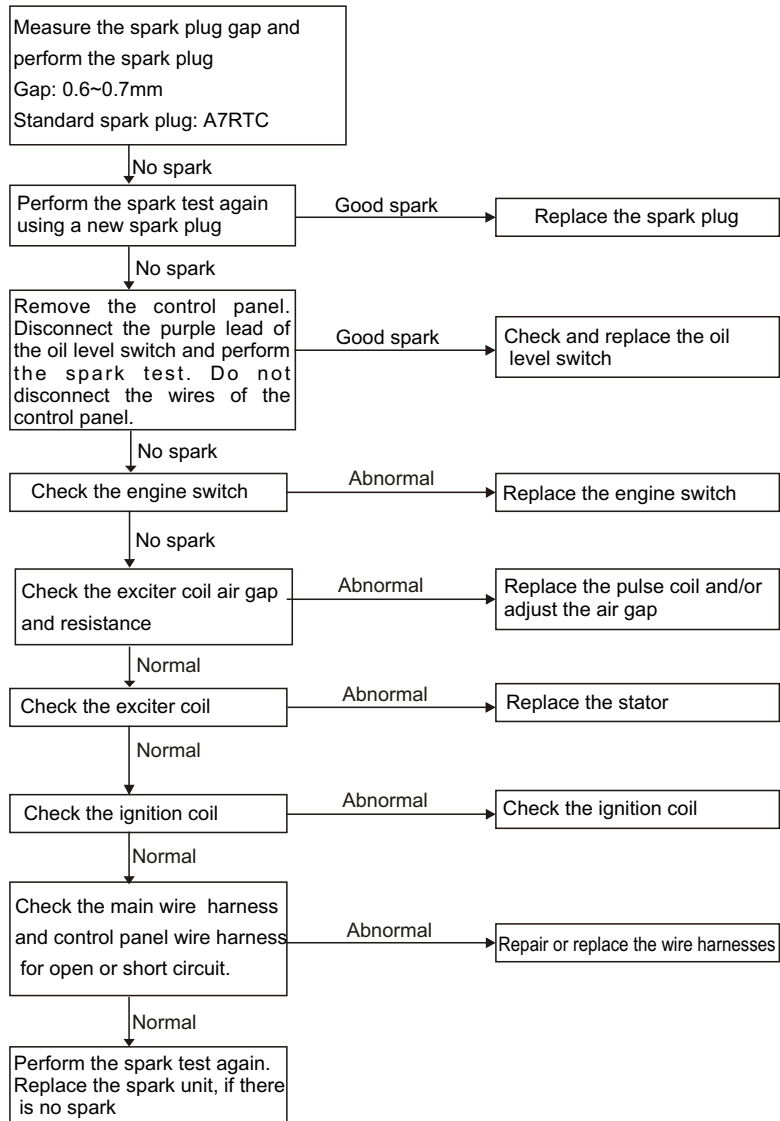 Measure the spark plug gap and
perform the spark plug
Gap: 0.6~0.7mm
Standard spark plug: A7RTC
No spark
Perform the spark test again
using a new spark plug
Good spark
Replace the spark plug
No spark
Remove the control panel.
Disconnect the purple lead of
the oil level switch and perform
the spark test. Do not
disconnect the wires of the
control panel.
Good spark
Check and replace the oil
level switch
No spark
Check the engine switch
Abnormal
Replace the engine switch
No spark
Check the exciter coil air gap
and resistance
Abnormal
Replace the pulse coil and/or
adjust the air gap
Normal
Check the exciter coil
Abnormal
Replace the stator
Normal
Check the ignition coil
Abnormal
Check the ignition coil
Normal
Check the main wire harness
and control panel wire harness
for open or short circuit.
Abnormal
Repair or replace the wire harnesses
Normal
Perform the spark test again.
Replace the spark unit, if there
is no spark